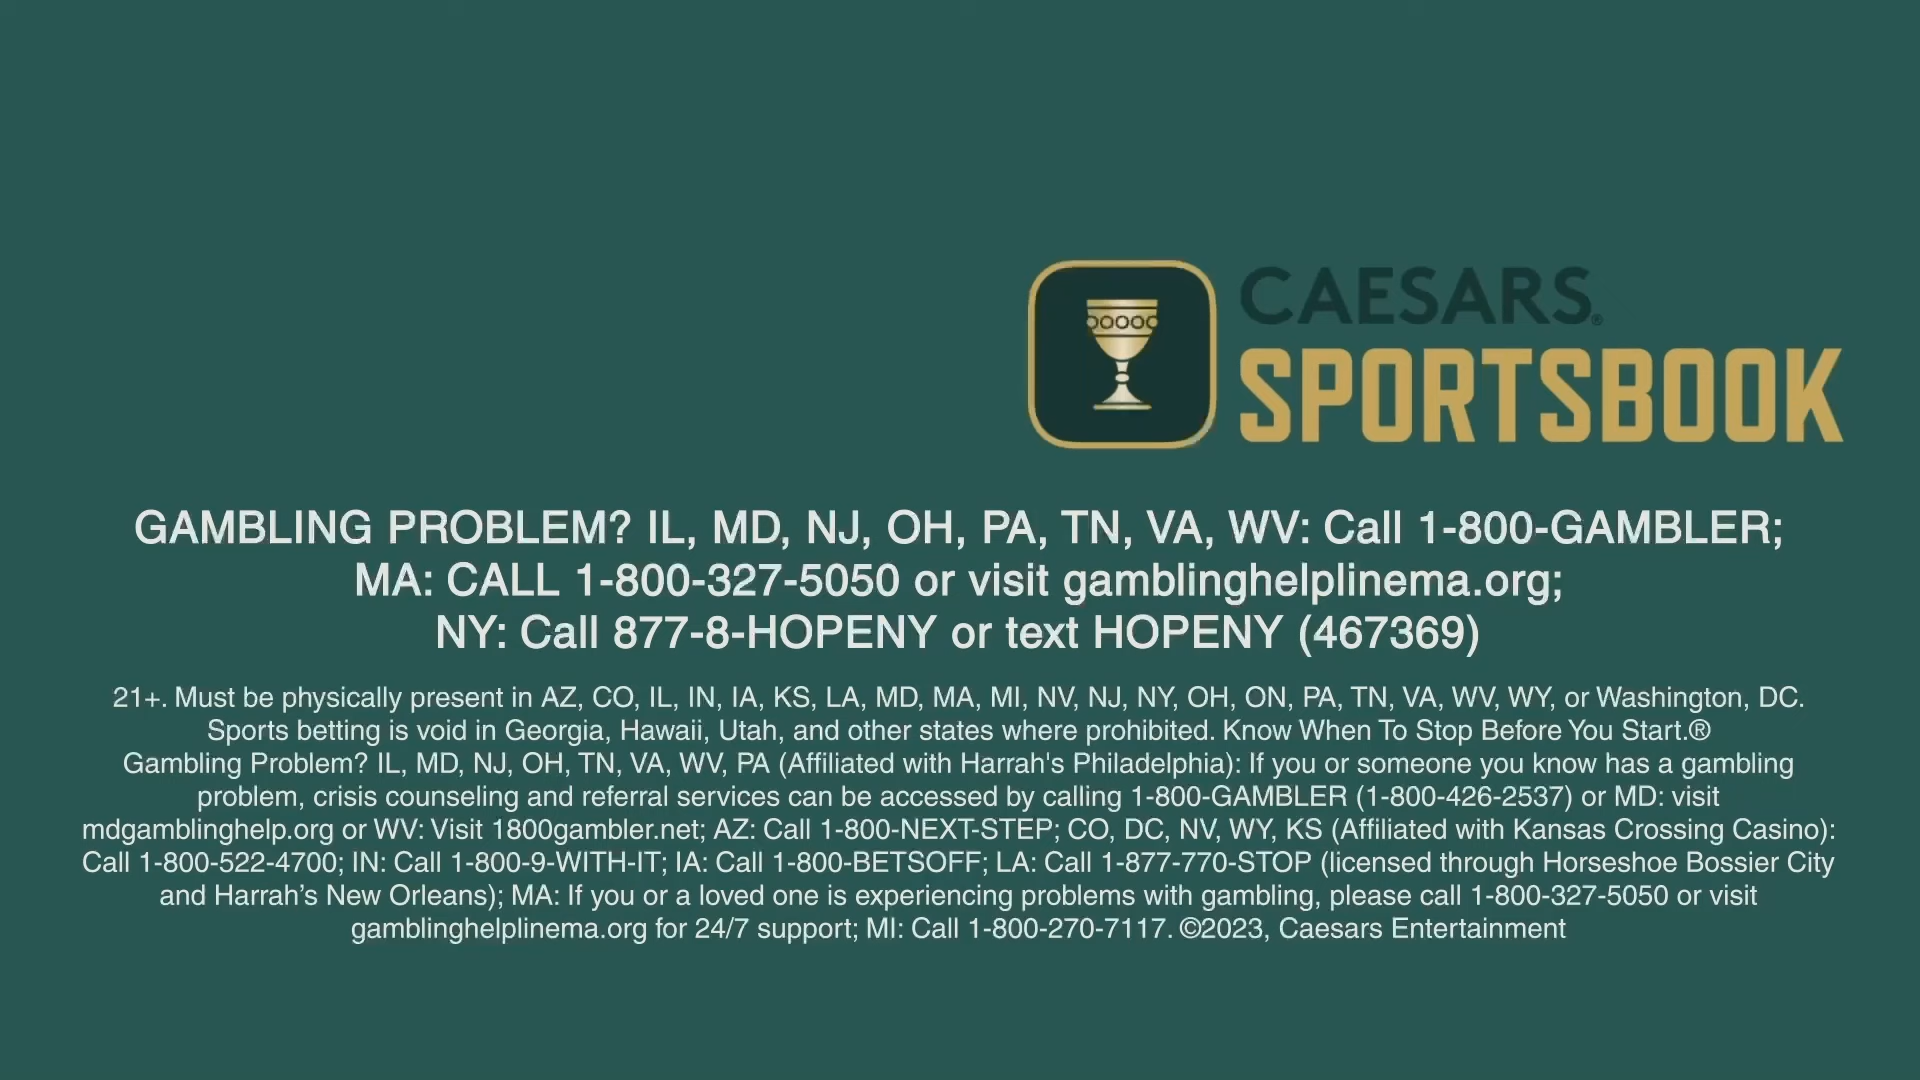 CAESARS®
SPORTSBOOK
GAMBLING PROBLEM? IL, MD, NJ, OH, PA, TN, VA, WV: Call 1-800-GAMBLER;
MA: CALL 1-800-327-5050 or visit gamblinghelplinema.org;
NY: Call 877-8-HOPENY or text HOPENY (467369)
21+. Must be physically present in AZ, CO, IL, IN, IA, KS, LA, MD, MA, MI, NV, NJ, NY, OH, ON, PA, TN, VA, WV, WY, or Washington, DC.
Sports betting is void in Georgia, Hawaii, Utah, and other states where prohibited. Know When To Stop Before You Start.®
Gambling Problem? IL, MD, NJ, OH, TN, VA, WV, PA (Affiliated with Harrah's Philadelphia): If you or someone you know has a gambling
problem, crisis counseling and referral services can be accessed by calling 1-800-GAMBLER (1-800-426-2537) or MD: visit
mdgamblinghelp.org or WV: Visit 1800gambler.net; AZ: Call 1-800-NEXT-STEP; CO, DC, NV, WY, KS (Affiliated with Kansas Crossing Casino):
Call 1-800-522-4700; IN: Call 1-800-9-WITH-IT; IA: Call 1-800-BETSOFF; LA: Call 1-877-770-STOP (licensed through Horseshoe Bossier City
and Harrah’s New Orleans); MA: If you or a loved one is experiencing problems with gambling, please call 1-800-327-5050 or visit
gamblinghelplinema.org for 24/7 support; MI: Call 1-800-270-7117. ©2023, Caesars Entertainment